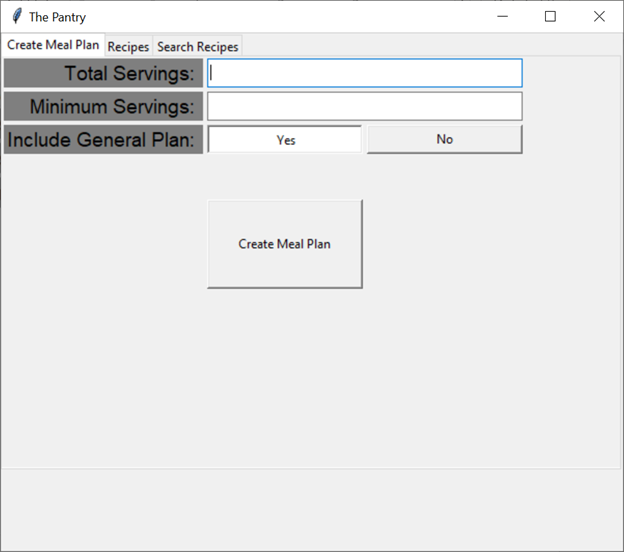 The Pantry
Create Meal Plan Recipes Search Recipes
Total Servings:
Minimum Servings:
Include General Plan: Yes No
Create Meal Plan